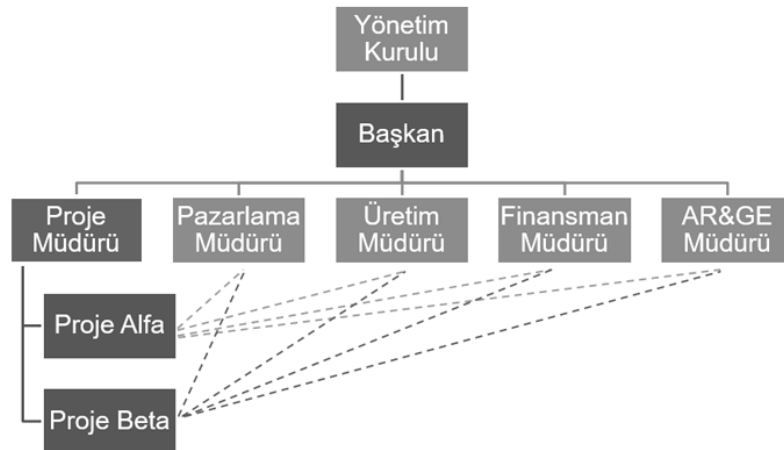 Yönetim
Kurulu
Başkan
Proje
Müdürü
Pazarlama
Müdürü
Üretim
Müdürü
Finansman
Müdürü
AR&GE
Müdürü
Proje Alfa
Proje Beta